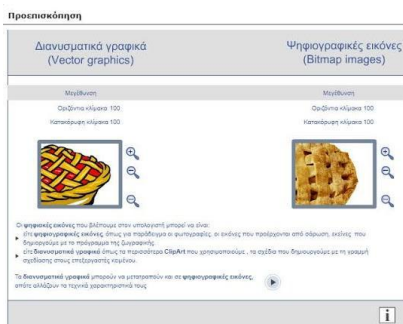 Προεπισκόπηση
Διανυσματικά γραφικά
(Vector graphics)
Ψηφιογραφικές εικόνες
(Bitmap images)
Μεγέθυνση
Μεγέθυνση
Οριζόντια κλίμακα 100
Οριζόντια κλίμακα 100
Κατακόρυφη κλίμακα 100
Κατακόρυφη κλίμακα 100
Οι ψηφιακές εικόνες που βλέπουμε στον υπολογιστή μπορεί να είναι:
είτε ψηφιογραφικές εικόνες, όπως για παράδειγμα οι φωτογραφίες, οι εικόνες που προέρχονται από σάρωση, εκείνες που
δημιουργούμε με το πρόγραμμα της ζωγραφικής
είτε διανυσματικά γραφικά όπως τα περισσότερα ClipArt που χρησιμοποιούμε , τα σχέδια που δημιουργούμε με τη γραμμή
σχεδίασης στους επεξεργαστές κειμένου.
Τα διανυσματικά γραφικά μπορούν να μετατραπούν και σε ψηφιογραφικές εικόνες,
οπότε αλλάζουν τα τεχνικά χαρακτηριστικά τους
i